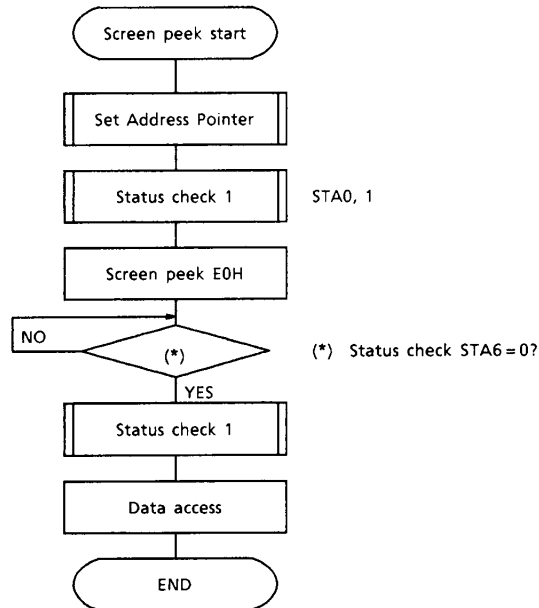 Screen peek start
Set Address Pointer
Status check 1
STA0, 1
Screen peek E0H
NO
(*)
(*) Status check STA6 = 0?
YES
Status check 1
Data access
END